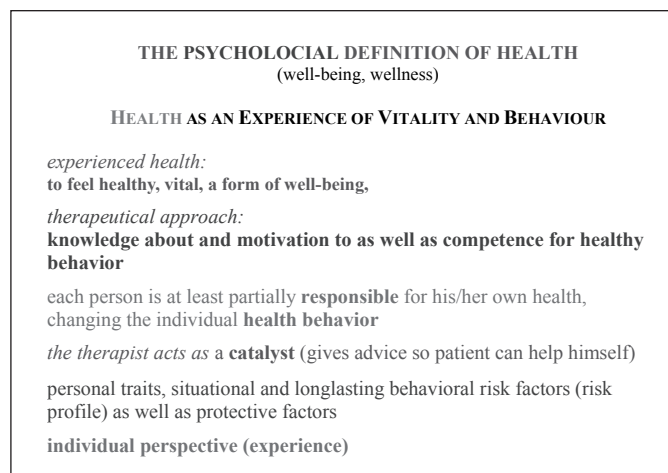 THE PSYCHOLOCIAL DEFINITION OF HEALTH
(well-being, wellness)
HEALTH AS AN EXPERIENCE OF VITALITY AND BEHAVIOUR
experienced health:
to feel healthy, vital, a form of well-being,
therapeutical approach:
knowledge about and motivation to as well as competence for healthy
behavior
each person is at least partially responsible for his/her own health,
changing the individual health behavior
the therapist acts as a catalyst (gives advice so patient can help himself)
personal traits, situational and longlasting behavioral risk factors (risk
profile) as well as protective factors
individual perspective (experience)